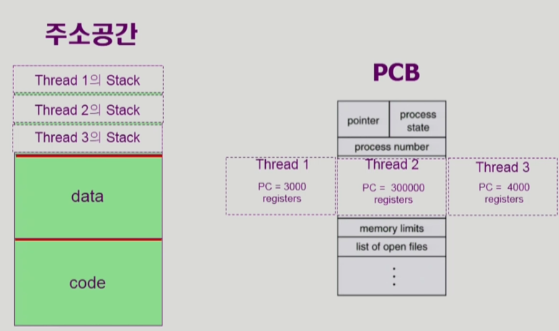 주소공간
Thread 1의 Stack
Thread 2의 Stack
Thread 3의 Stack
data
code
PCB
pointer
process
state
process number
Thread 1
PC = 3000
registers
Thread 2
PC = 300000
registers
Thread 3
PC = 4000
registers
memory limits
list of open files